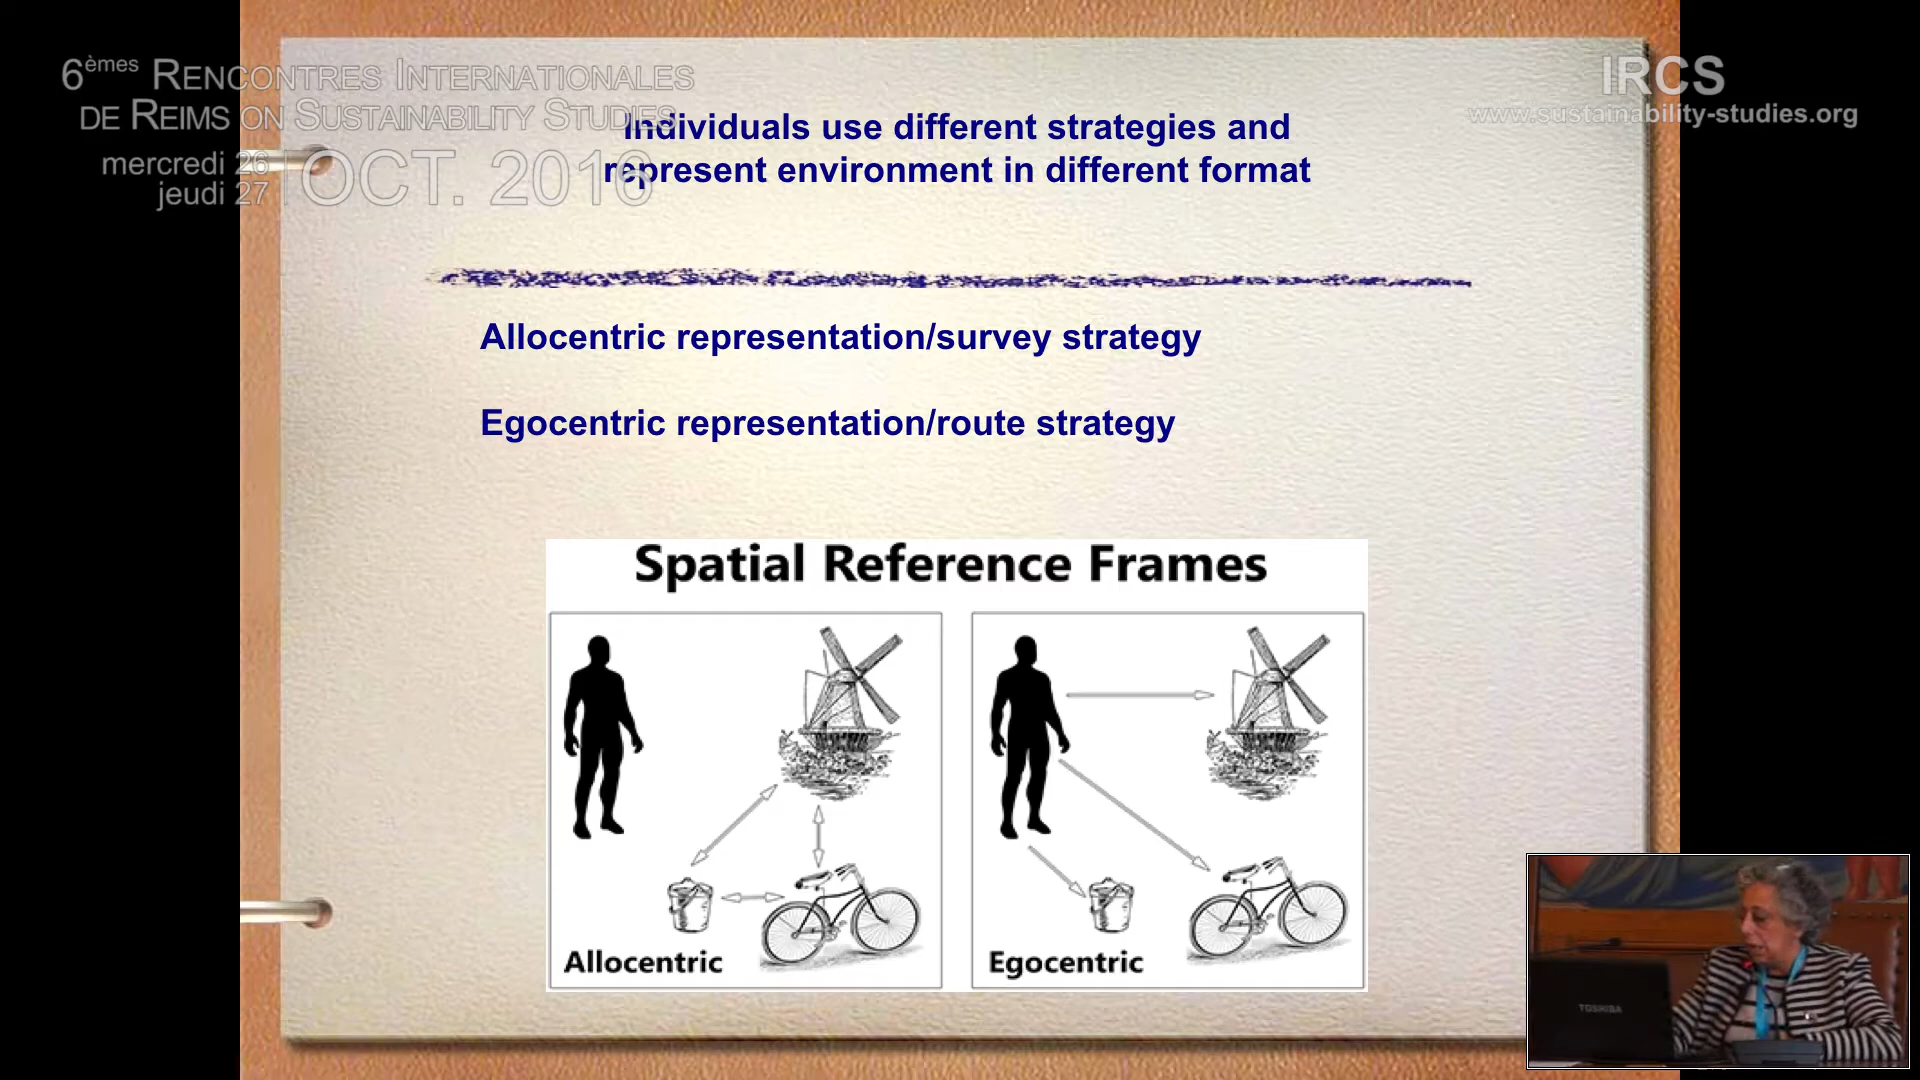 6èmes RENCONTRES INTERNATIONALES
DE REIMS ON SUSTAINABILITY STUDIES
mercredi 26
jeudi 27
OCT. 2016
IRCS
www.sustainability-studies.org
Individuals use different strategies and
represent environment in different format
Allocentric representation/survey strategy
Egocentric representation/route strategy
Spatial Reference Frames
Allocentric
Egocentric
TOSHIBA